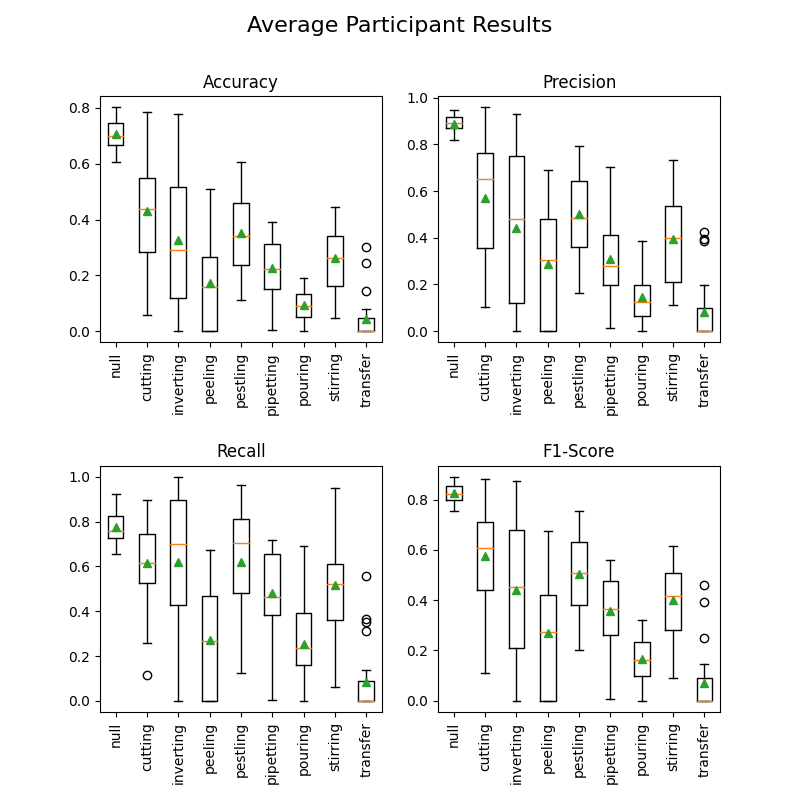 Average Participant Results
Accuracy
0.8
0.6
0.4
0.2
0.0
null
cutting
inverting
peeling
pestling
pipetting
pouring
stirring
transfer
Precision
1.0
0.8
0.6
0.4
0.2
0.0
null
cutting
inverting
peeling
pestling
pipetting
pouring
stirring
transfer
Recall
1.0
0.8
0.6
0.4
0.2
0.0
null
cutting
inverting
peeling
pestling
pipetting
pouring
stirring
transfer
F1-Score
0.8
0.6
0.4
0.2
0.0
null
cutting
inverting
peeling
pestling
pipetting
pouring
stirring
transfer